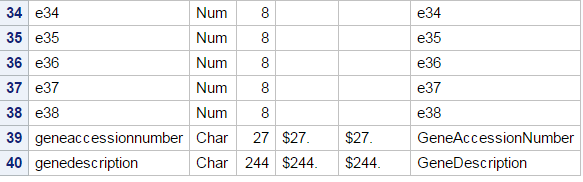 34 e34 Num 8 e34
35 e35 Num 8 e35
36 e36 Num 8 e36
37 e37 Num 8 e37
38 e38 Num 8 e38
39 geneaccessionnumber Char 27 $27. $27. GeneAccessionNumber
40 genedescription Char 244 $244. $244. GeneDescription